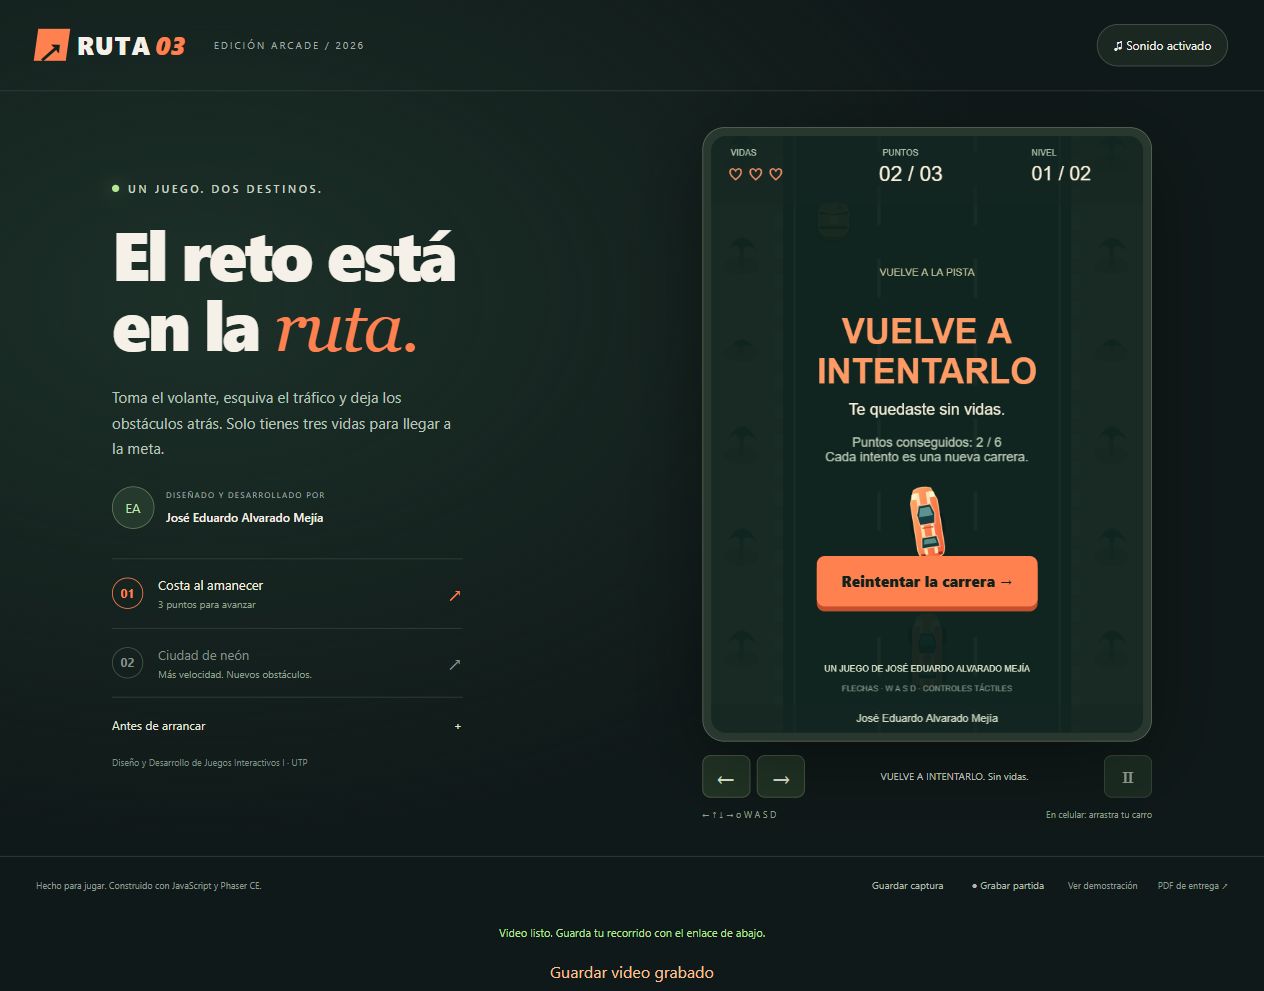 RUTA 03
EDICIÓN ARCADE / 2026
♫ Sonido activado
UN JUEGO. DOS DESTINOS.
El reto está
en la ruta.
Toma el volante, esquiva el tráfico y deja los
obstáculos atrás. Solo tienes tres vidas para llegar a
la meta.
EA
DISEÑADO Y DESARROLLADO POR
José Eduardo Alvarado Mejía
01
Costa al amanecer
3 puntos para avanzar
↗
02
Ciudad de neón
Más velocidad. Nuevos obstáculos.
↗
Antes de arrancar
+
Diseño y Desarrollo de Juegos Interactivos I · UTP
VIDAS
♡ ♡ ♡
PUNTOS
02 / 03
NIVEL
01 / 02
VUELVE A LA PISTA
VUELVE A
INTENTARLO
Te quedaste sin vidas.
Puntos conseguidos: 2 / 6
Cada intento es una nueva carrera.
Reintentar la carrera →
UN JUEGO DE JOSÉ EDUARDO ALVARADO MEJÍA
FLECHAS · W A S D · CONTROLES TÁCTILES
José Eduardo Alvarado Mejía
← →
VUELVE A INTENTARLO. Sin vidas.
II
← ↑ ↓ → o W A S D
En celular: arrastra tu carro
Hecho para jugar. Construido con JavaScript y Phaser CE.
Guardar captura
● Grabar partida
Ver demostración
PDF de entrega ↗
Video listo. Guarda tu recorrido con el enlace de abajo.
Guardar video grabado